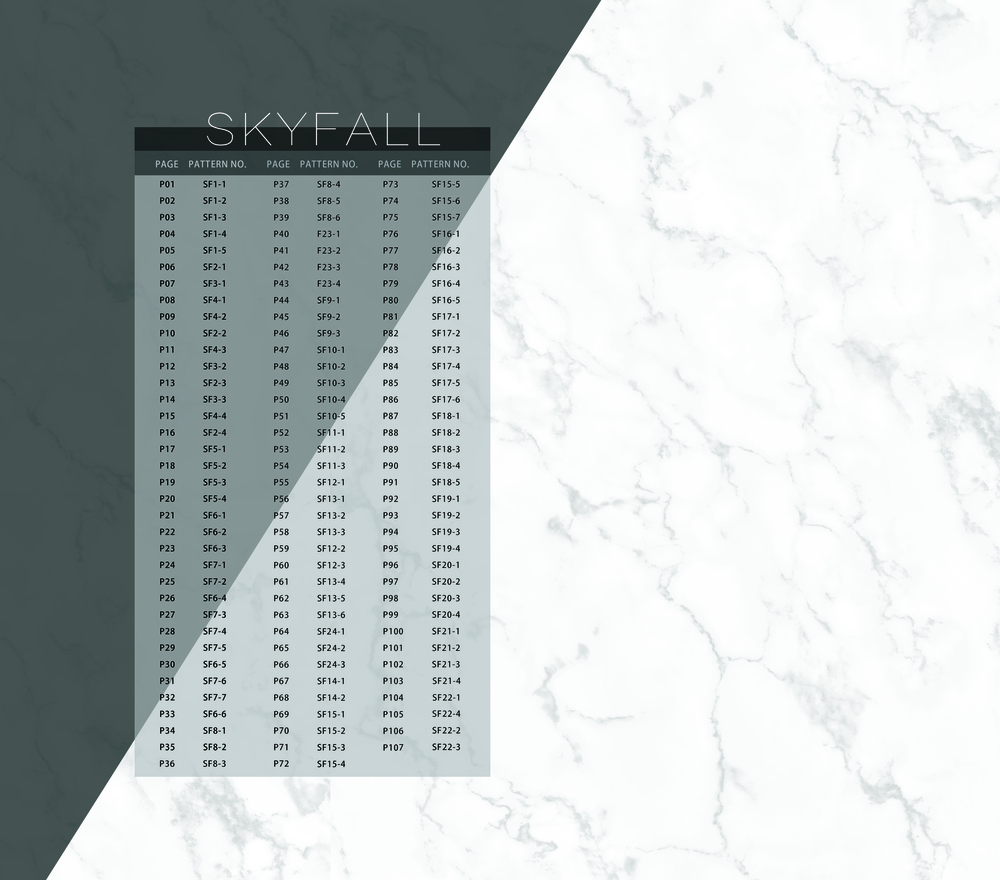 SKYFALL
PAGE PATTERN NO. PAGE PATTERN NO. PAGE PATTERN NO.
P01 SF1-1 P37 SF8-4 P73 SF15-5
P02 SF1-2 P38 SF8-5 P74 SF15-6
P03 SF1-3 P39 SF8-6 P75 SF15-7
P04 SF1-4 P40 F23-1 P76 SF16-1
P05 SF1-5 P41 F23-2 P77 SF16-2
P06 SF2-1 P42 F23-3 P78 SF16-3
P07 SF3-1 P43 F23-4 P79 SF16-4
P08 SF4-1 P44 SF9-1 P80 SF16-5
P09 SF4-2 P45 SF9-2 P81 SF17-1
P10 SF2-2 P46 SF9-3 P82 SF17-2
P11 SF4-3 P47 SF10-1 P83 SF17-3
P12 SF3-2 P48 SF10-2 P84 SF17-4
P13 SF2-3 P49 SF10-3 P85 SF17-5
P14 SF3-3 P50 SF10-4 P86 SF17-6
P15 SF4-4 P51 SF10-5 P87 SF18-1
P16 SF2-4 P52 SF11-1 P88 SF18-2
P17 SF5-1 P53 SF11-2 P89 SF18-3
P18 SF5-2 P54 SF11-3 P90 SF18-4
P19 SF5-3 P55 SF12-1 P91 SF18-5
P20 SF5-4 P56 SF13-1 P92 SF19-1
P21 SF6-1 P57 SF13-2 P93 SF19-2
P22 SF6-2 P58 SF13-3 P94 SF19-3
P23 SF6-3 P59 SF12-2 P95 SF19-4
P24 SF7-1 P60 SF12-3 P96 SF20-1
P25 SF7-2 P61 SF13-4 P97 SF20-2
P26 SF6-4 P62 SF13-5 P98 SF20-3
P27 SF7-3 P63 SF13-6 P99 SF20-4
P28 SF7-4 P64 SF24-1 P100 SF21-1
P29 SF7-5 P65 SF24-2 P101 SF21-2
P30 SF6-5 P66 SF24-3 P102 SF21-3
P31 SF7-6 P67 SF14-1 P103 SF21-4
P32 SF7-7 P68 SF14-2 P104 SF22-1
P33 SF6-6 P69 SF15-1 P105 SF22-4
P34 SF8-1 P70 SF15-2 P106 SF22-2
P35 SF8-2 P71 SF15-3 P107 SF22-3
P36 SF8-3 P72 SF15-4